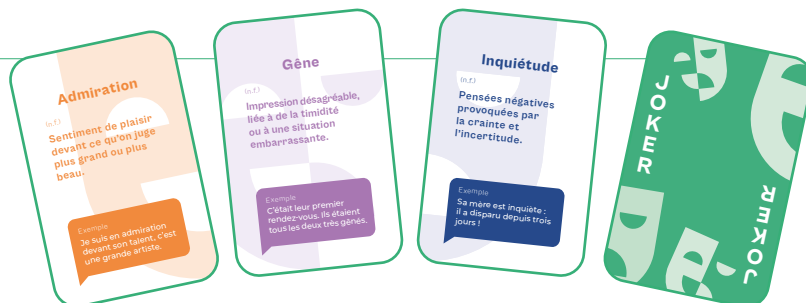 Admiration
(n.f.)
Sentiment de plaisir
devant ce qu'on juge
plus grand ou plus
beau.
Exemple
Je suis en admiration
devant son talent, c'est
une grande artiste.
Gêne
(n.f.)
Impression désagréable,
liée à de la timidité
ou à une situation
embarrassante.
Exemple
C'était leur premier
rendez-vous. Ils étaient
tous les deux très gênés.
Inquiétude
(n.f.)
Pensées négatives
provoquées par
la crainte et
l'incertitude.
Exemple
Sa mère est inquiète :
il a disparu depuis trois
jours !
JOKER
JOKER